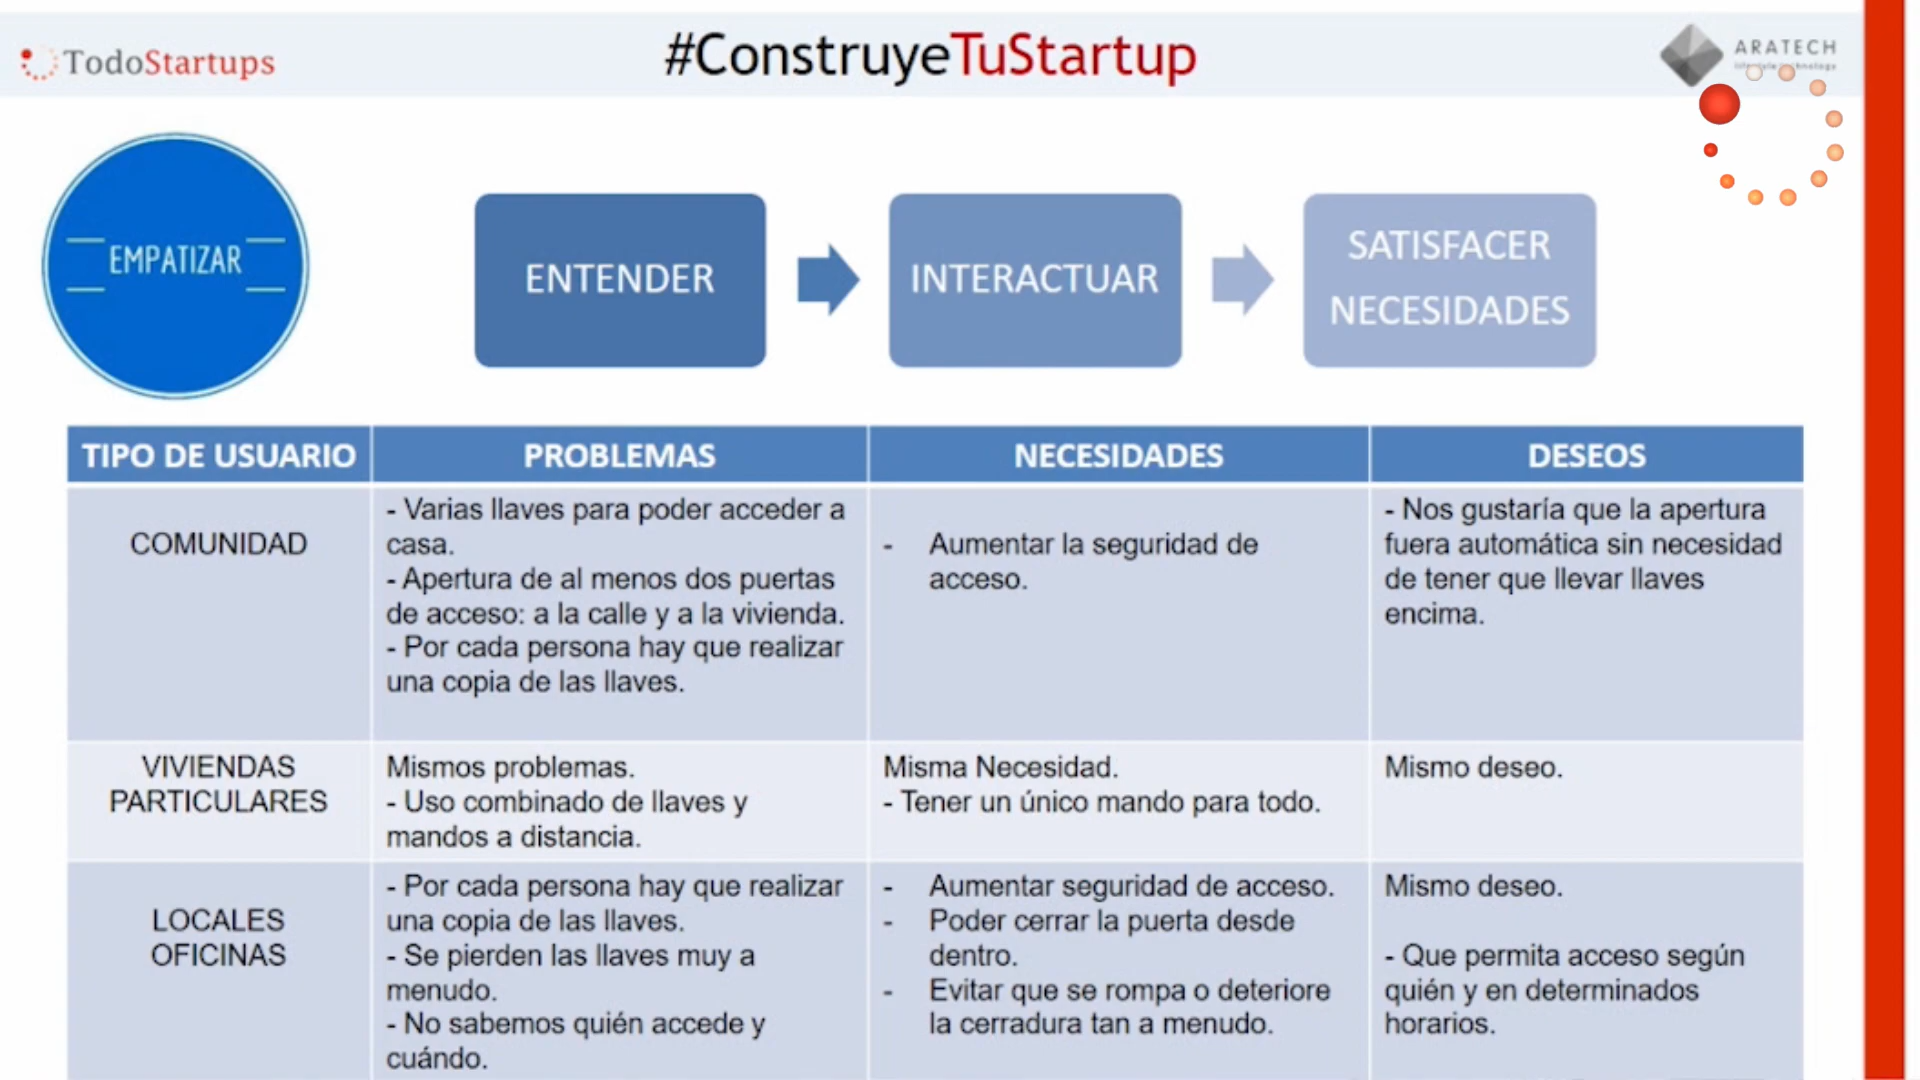 TodoStartups
#ConstruyeTuStartup
ARATECH
EMPATIZAR
ENTENDER
INTERACTUAR
SATISFACER
NECESIDADES
TIPO DE USUARIO
PROBLEMAS
NECESIDADES
DESEOS
COMUNIDAD
- Varias llaves para poder acceder a
casa.
- Apertura de al menos dos puertas
de acceso: a la calle y a la vivienda.
- Por cada persona hay que realizar
una copia de las llaves.
- Aumentar la seguridad de
acceso.
- Nos gustaría que la apertura
fuera automática sin necesidad
de tener que llevar llaves
encima.
VIVIENDAS
PARTICULARES
Mismos problemas.
- Uso combinado de llaves y
mandos a distancia.
Misma Necesidad.
- Tener un único mando para todo.
Mismo deseo.
LOCALES
OFICINAS
- Por cada persona hay que realizar
una copia de las llaves.
- Se pierden las llaves muy a
menudo.
- No sabemos quién accede y
cuándo.
- Aumentar seguridad de acceso.
- Poder cerrar la puerta desde
dentro.
- Evitar que se rompa o deteriore
la cerradura tan a menudo.
Mismo deseo.
- Que permita acceso según
quién y en determinados
horarios.